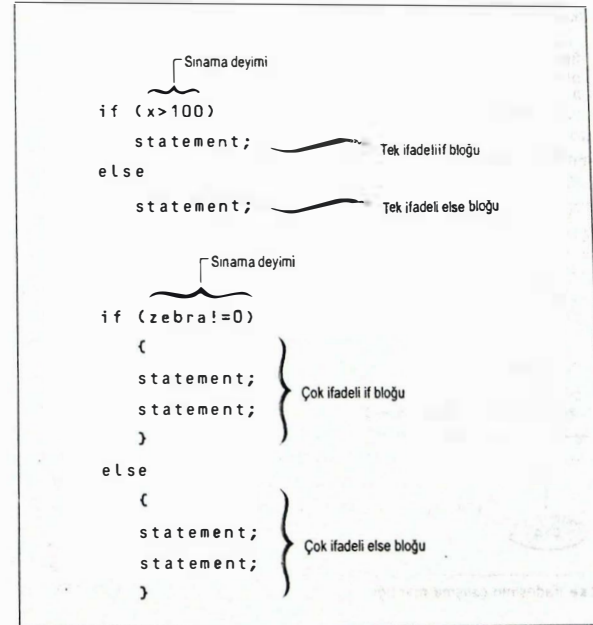 Sınama deyimi
if (x>100)
statement;
Tek ifadeli if bloğu
else
statement;
Tek ifadeli else bloğu
Sınama deyimi
if (zebra!=0)
{
statement;
statement;
}
Çok ifadeli if bloğu
else
{
statement;
statement;
}
Çok ifadeli else bloğu